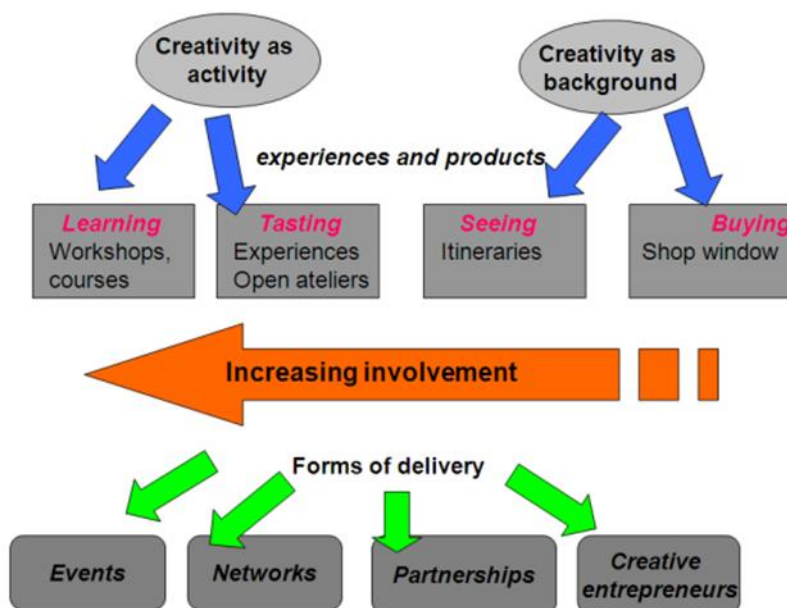 Creativity as
activity
Creativity as
background
experiences and products
Learning
Workshops,
courses
Tasting
Experiences
Open ateliers
Seeing
Itineraries
Buying
Shop window
Increasing involvement
Forms of delivery
Events
Networks
Partnerships
Creative
entrepreneurs